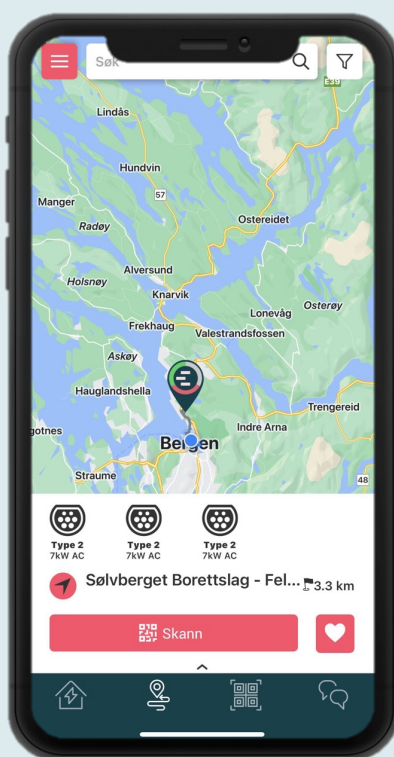 Søk
E39
Lindås
Hundvin
57
Manger
Radøy
Ostereidet
Alversund
Holsnøy
Knarvik
Lonevåg
Osterøy
Frekhaug
Valestrandsfossen
Askøy
Hauglandshella
Trengereid
gotnes
Indre Arna
Bergen
Straume
48
Type 2
7kW AC
Type 2
7kW AC
Type 2
7kW AC
Sølvberget Borettslag - Fel... 3.3 km
Skann